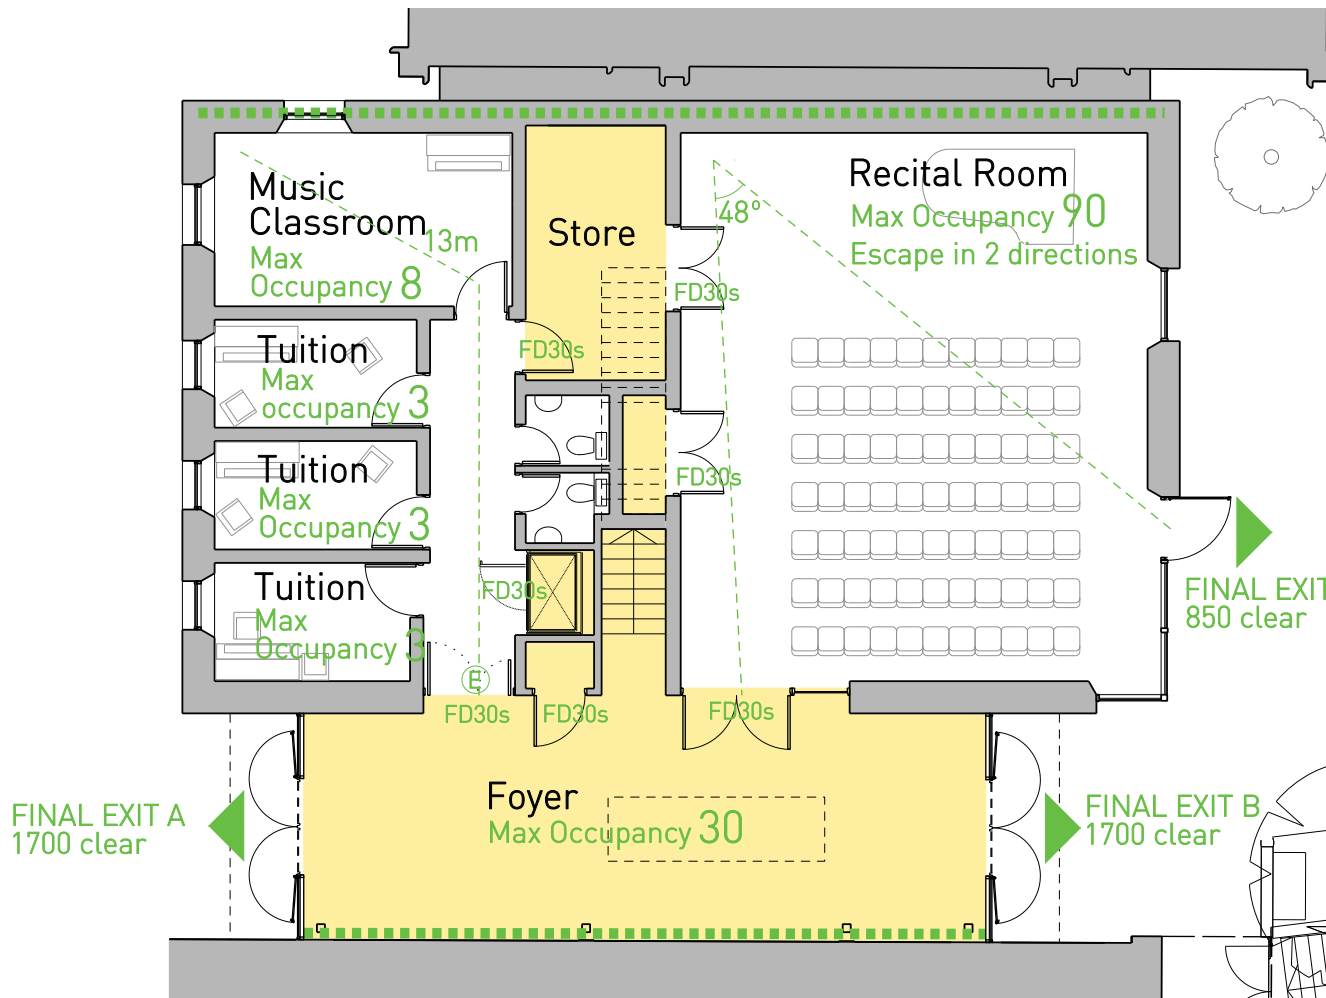 Music
Classroom
13m
Max
Occupancy 8
Store
Recital Room
48°
Max Occupancy 90
Escape in 2 directions
FD30s
Tuition
Max
occupancy 3
FD30s
Tuition
Max
Occupancy 3
FD30s
Tuition
Max
Occupancy 3
FD30s
FINAL EXIT
850 clear
E
FD30s
FD30s
FD30s
Foyer
Max Occupancy 30
FINAL EXIT A
1700 clear
FINAL EXIT B
1700 clear